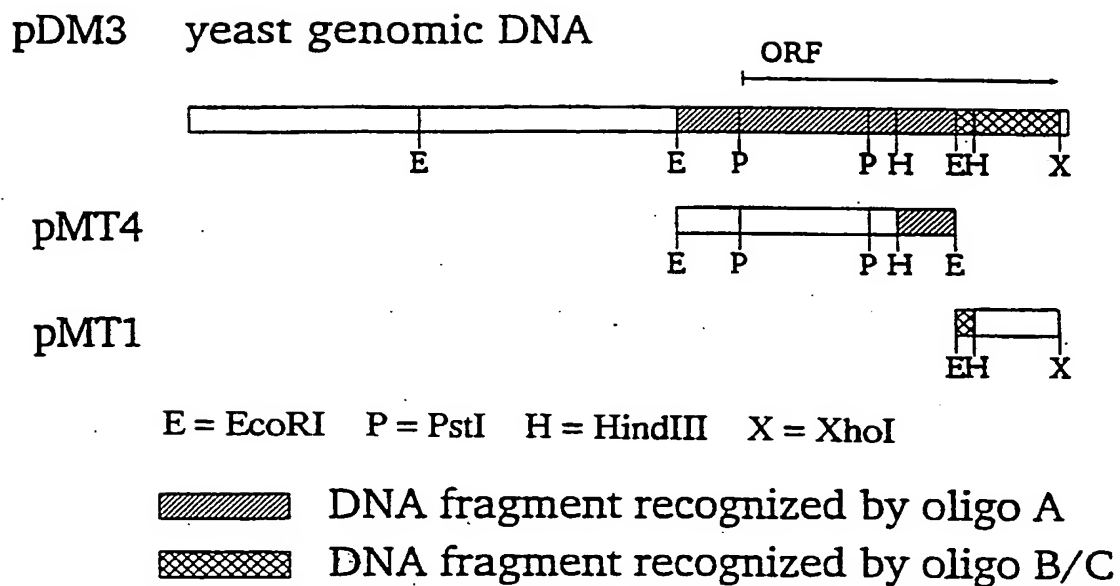 pDM3 yeast genomic DNA
ORF
E E P P H E H X
pMT4
E P P H E
pMT1
E H X
E = EcoRI P = PstI H = HindIII X = XhoI
DNA fragment recognized by oligo A
DNA fragment recognized by oligo B/C